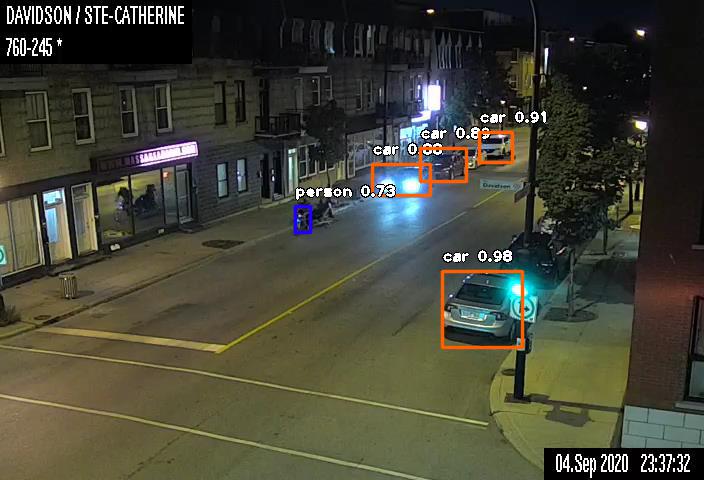 DAVIDSON / STE-CATHERINE
760-245 *
car 0.91
car 0.89
car 0.88
Davidson
person 0.73
car 0.98
04.Sep 2020 23:37:32